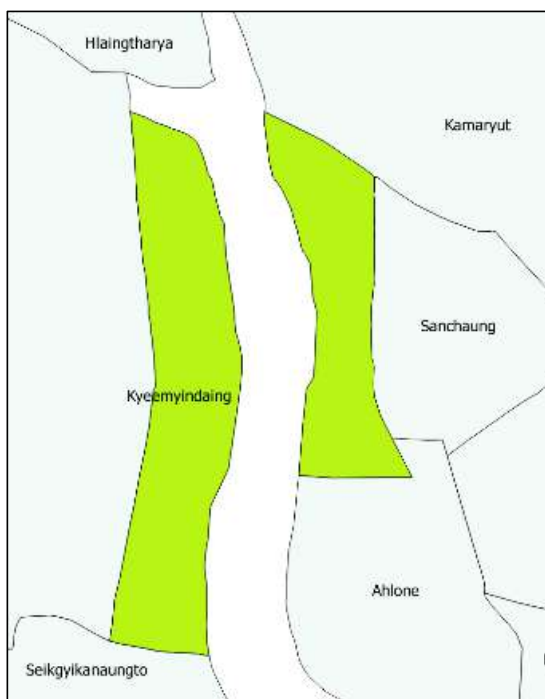 Hlaingtharya
Kamaryut
Sanchaung
Kyeemyindaing
Ahlone
Seikgyikanaungto